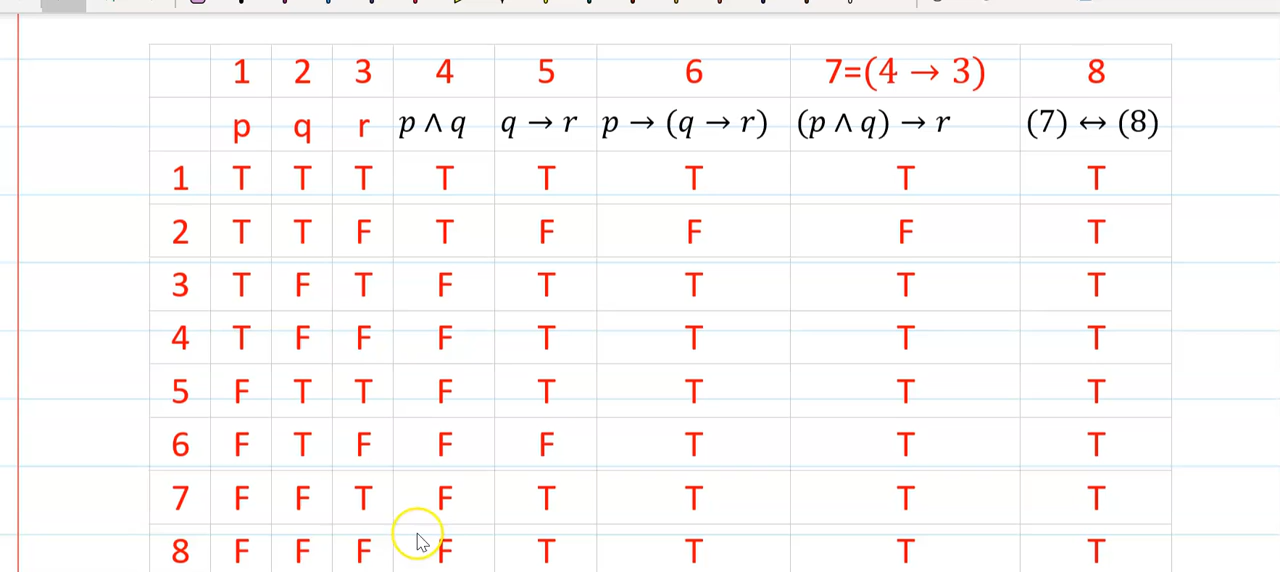 1 2 3 4 5 6 7=(4 → 3) 8
p q r p ∧ q q → r p → (q → r) (p ∧ q) → r (7) ↔ (8)
1 T T T T T T T T
2 T T F T F F F T
3 T F T F T T T T
4 T F F F T T T T
5 F T T F T T T T
6 F T F F F T T T
7 F F T F T T T T
8 F F F F T T T T